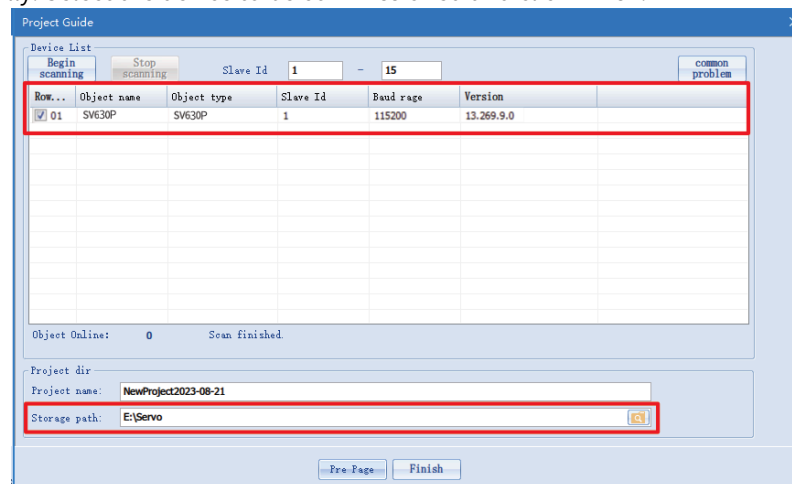 Project Guide
Device List
Begin scanning Stop scanning Slave Id 1 - 15 common problem
Row... Object name Object type Slave Id Baud rage Version
01 SV630P SV630P 1 115200 13.269.9.0
Object Online: 0 Scan finished.
Project dir
Project name: NewProject2023-08-21
Storage path: E:\Servo
Pre Page Finish